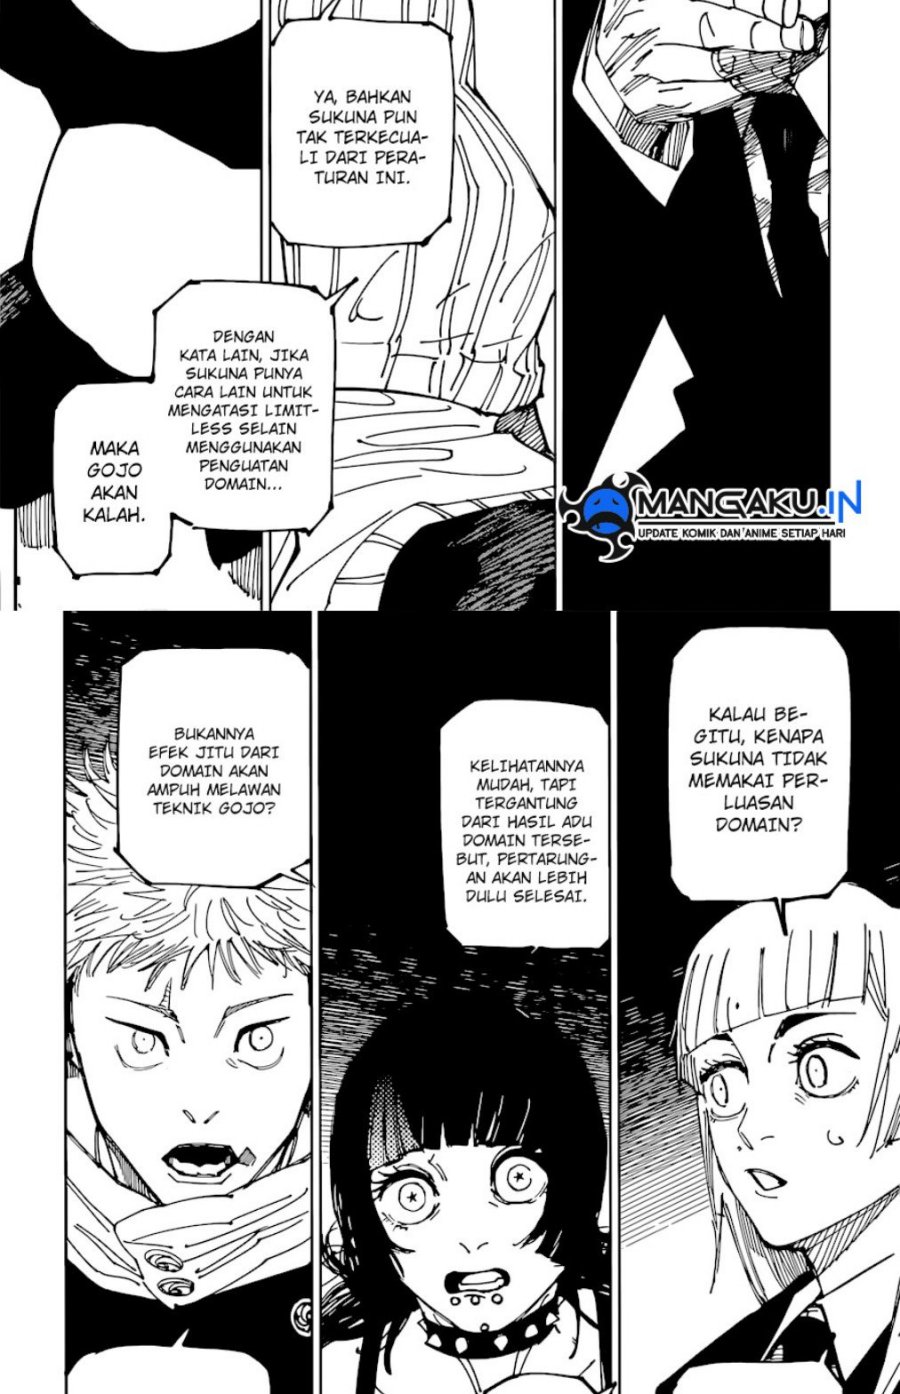 YA, BAHKAN
SUKUNA PUN
TAK TERKECUA-
LI DARI PERA-
TURAN INI.
DENGAN
KATA LAIN, JIKA
SUKUNA PUNYA
CARA LAIN UNTUK
MENGATASI LIMIT-
LESS SELAIN
MENGGUNAKAN
PENGUATAN
DOMAIN...
MAKA
GOJO
AKAN
KALAH.
MANGAKU.IN
UPDATE KOMIK DAN ANIME SETIAP HARI
KALAU BE-
GITU, KENAPA
SUKUNA TIDAK
MEMAKAI PER-
LUASAN
DOMAIN?
KELIHATANNYA
MUDAH, TAPI
TERGANTUNG
DARI HASIL ADU
DOMAIN TERSE-
BUT, PERTARUNG-
AN AKAN LEBIH
DULU SELESAI.
BUKANNYA
EFEK JITU DARI
DOMAIN AKAN
AMPUH MELAWAN
TEKNIK GOJO?